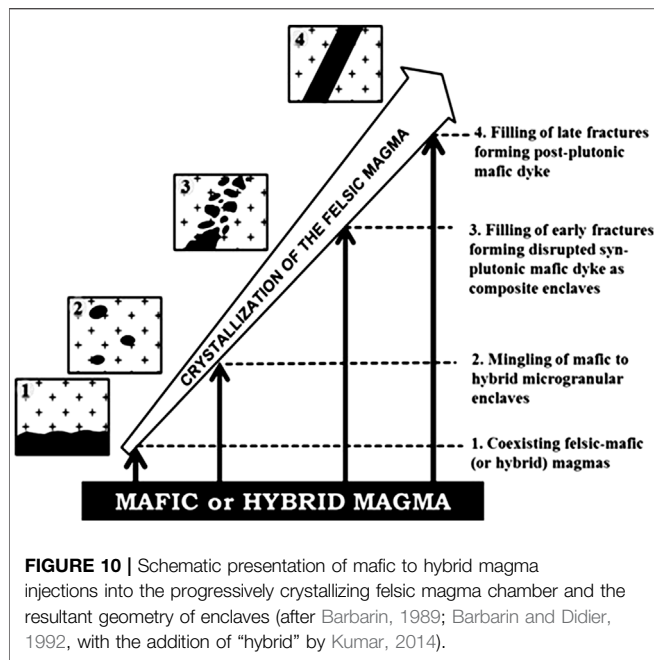 4
4. Filling of late fractures
forming post-plutonic
mafic dyke
3
CRYSTALLIZATION OF THE FELSIC MAGMA
3. Filling of early fractures
forming disrupted syn-
plutonic mafic dyke as
composite enclaves
2
2. Mingling of mafic to
hybrid microgranular
enclaves
1
1. Coexisting felsic-mafic
(or hybrid) magmas
MAFIC or HYBRID MAGMA
FIGURE 10 | Schematic presentation of mafic to hybrid magma
injections into the progressively crystallizing felsic magma chamber and the
resultant geometry of enclaves (after Barbarin, 1989; Barbarin and Didier,
1992, with the addition of “hybrid” by Kumar, 2014).